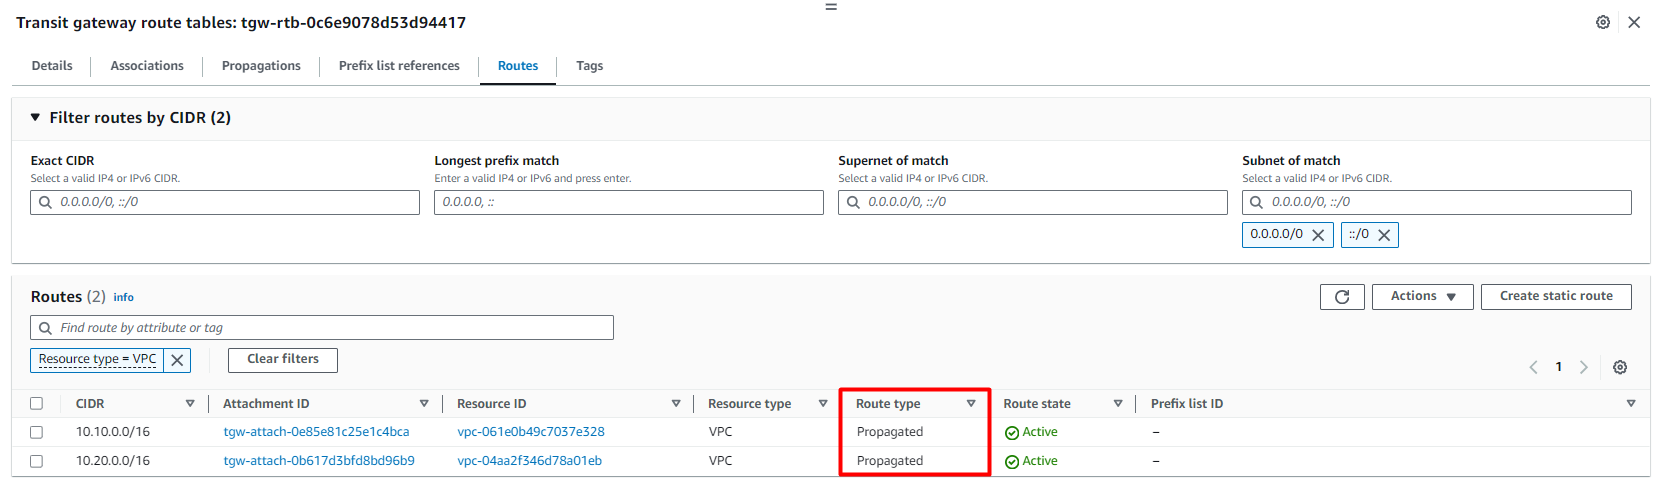 Transit gateway route tables: tgw-rtb-0c6e9078d53d94417
Details Associations Propagations Prefix list references Routes Tags
Filter routes by CIDR (2)
Exact CIDR Longest prefix match Supernet of match Subnet of match
Select a valid IP4 or IPv6 CIDR. Enter a valid IP4 or IPv6 and press enter. Select a valid IP4 or IPv6 CIDR. Select a valid IP4 or IPv6 CIDR.
0.0.0.0/0, ::/0 0.0.0.0, :: 0.0.0.0/0, ::/0 0.0.0.0/0, ::/0
0.0.0.0/0 ::/0
Routes (2) info Actions Create static route
Find route by attribute or tag
Resource type = VPC Clear filters
1
CIDR Attachment ID Resource ID Resource type Route type Route state Prefix list ID
10.10.0.0/16 tgw-attach-0e85e81c25e1c4bca vpc-061e0b49c7037e328 VPC Propagated Active –
10.20.0.0/16 tgw-attach-0b617d3bfd8bd96b9 vpc-04aa2f346d78a01eb VPC Propagated Active –